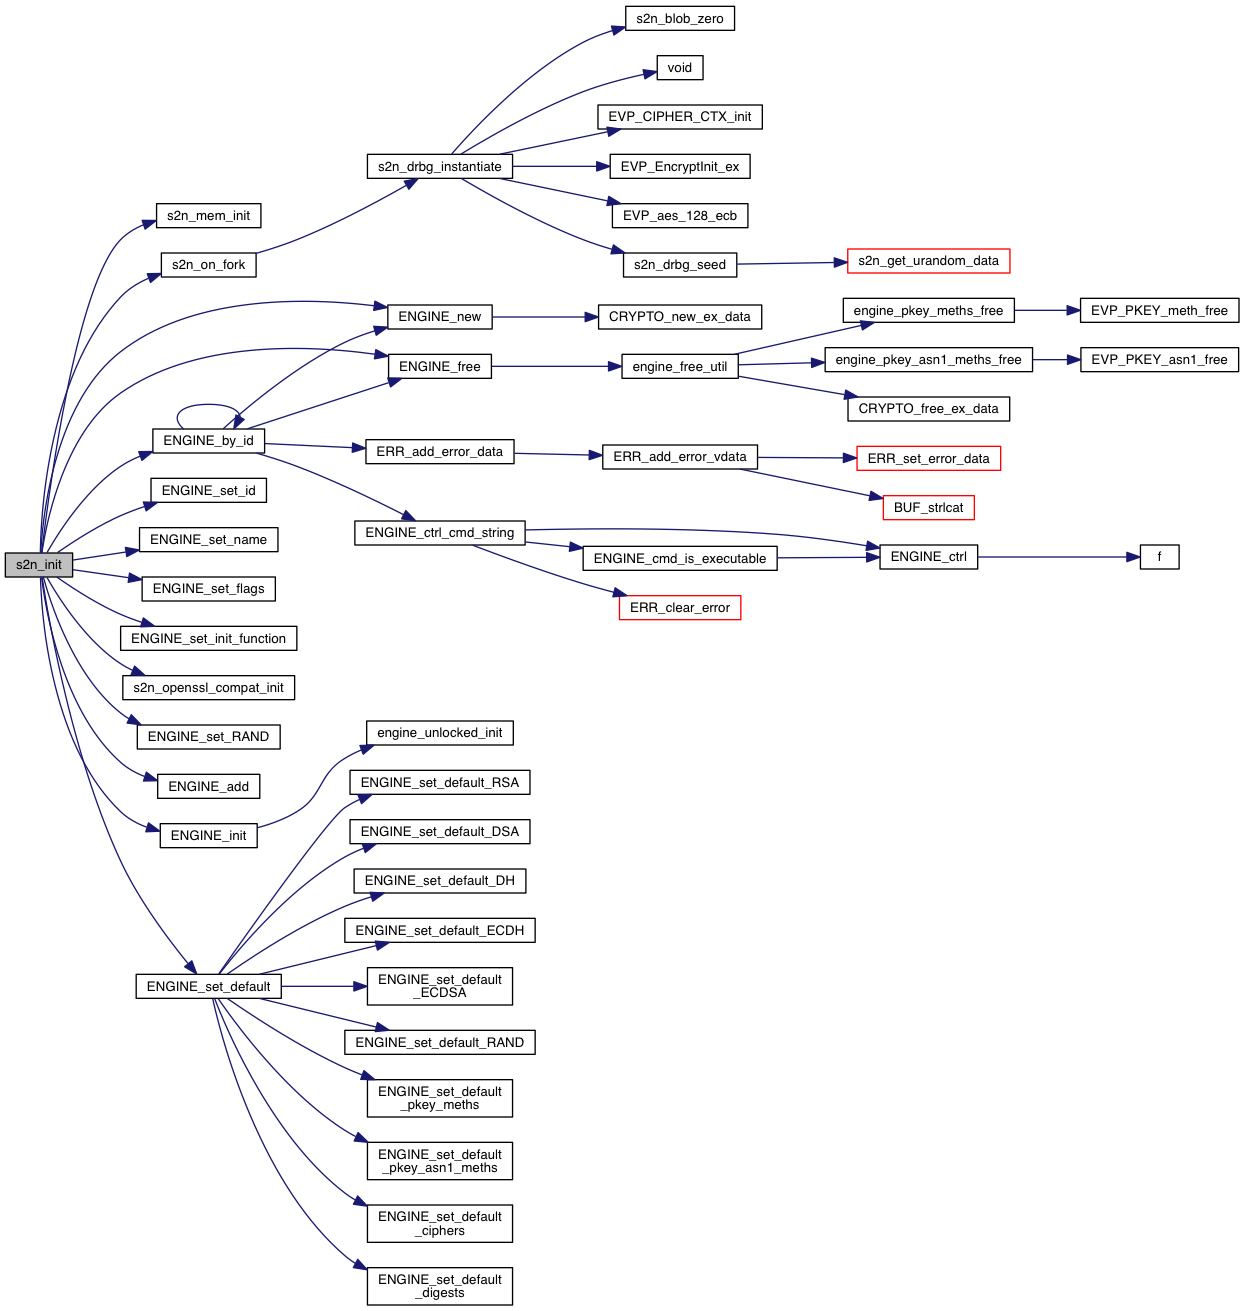 s2n_blob_zero
void
EVP_CIPHER_CTX_init
s2n_drbg_instantiate
EVP_EncryptInit_ex
EVP_aes_128_ecb
s2n_mem_init
s2n_on_fork
s2n_drbg_seed
s2n_get_urandom_data
ENGINE_new
CRYPTO_new_ex_data
engine_pkey_meths_free
EVP_PKEY_meth_free
ENGINE_free
engine_free_util
engine_pkey_asn1_meths_free
EVP_PKEY_asn1_free
CRYPTO_free_ex_data
ENGINE_by_id
ERR_add_error_data
ERR_add_error_vdata
ERR_set_error_data
ENGINE_set_id
BUF_strlcat
ENGINE_set_name
ENGINE_ctrl_cmd_string
ENGINE_cmd_is_executable
ENGINE_ctrl
f
s2n_init
ENGINE_set_flags
ERR_clear_error
ENGINE_set_init_function
s2n_openssl_compat_init
ENGINE_set_RAND
engine_unlocked_init
ENGINE_add
ENGINE_set_default_RSA
ENGINE_init
ENGINE_set_default_DSA
ENGINE_set_default_DH
ENGINE_set_default_ECDH
ENGINE_set_default
ENGINE_set_default
_ECDSA
ENGINE_set_default_RAND
ENGINE_set_default
_pkey_meths
ENGINE_set_default
_pkey_asn1_meths
ENGINE_set_default
_ciphers
ENGINE_set_default
_digests